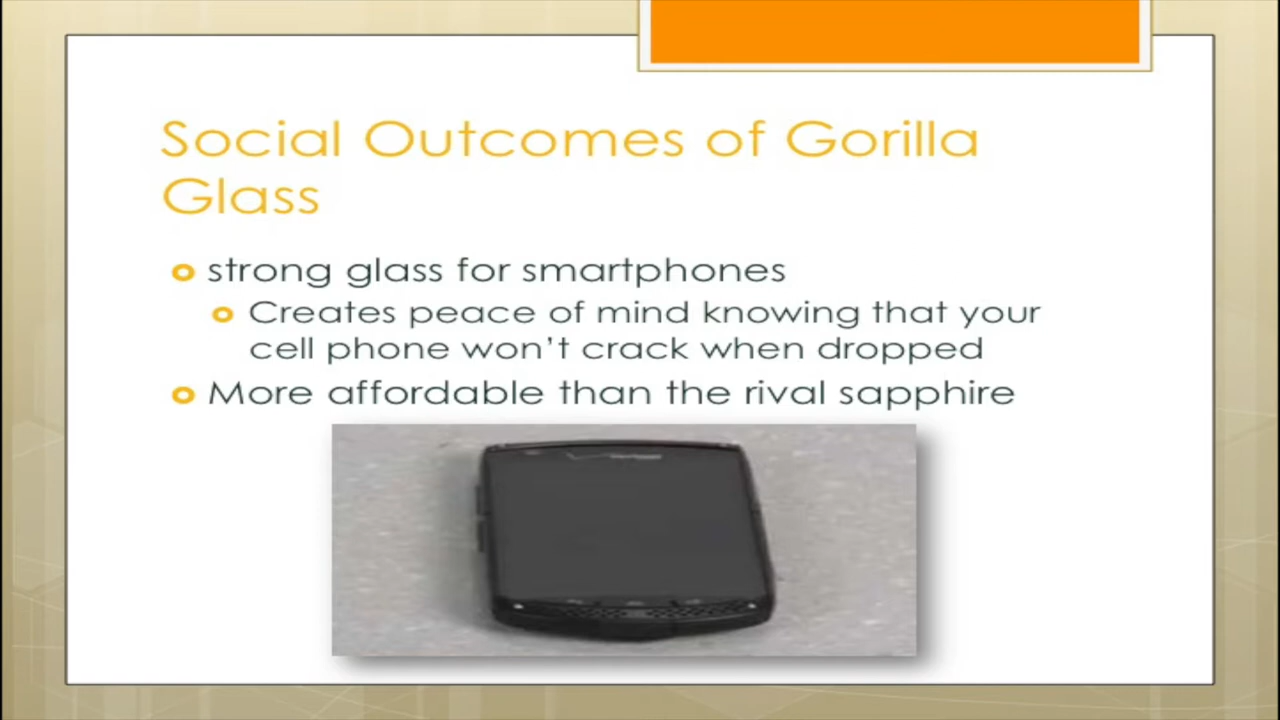 Social Outcomes of Gorilla
Glass
strong glass for smartphones
Creates peace of mind knowing that your
cell phone won't crack when dropped
More affordable than the rival sapphire